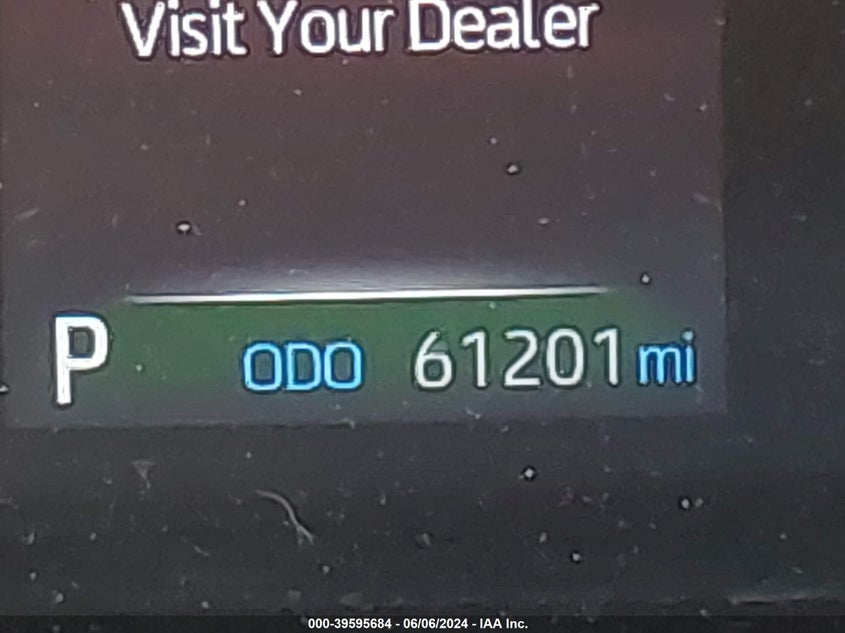 Visit Your Dealer
P ODO 61201 mi
000-39595684 - 06/06/2024 - IAA Inc.